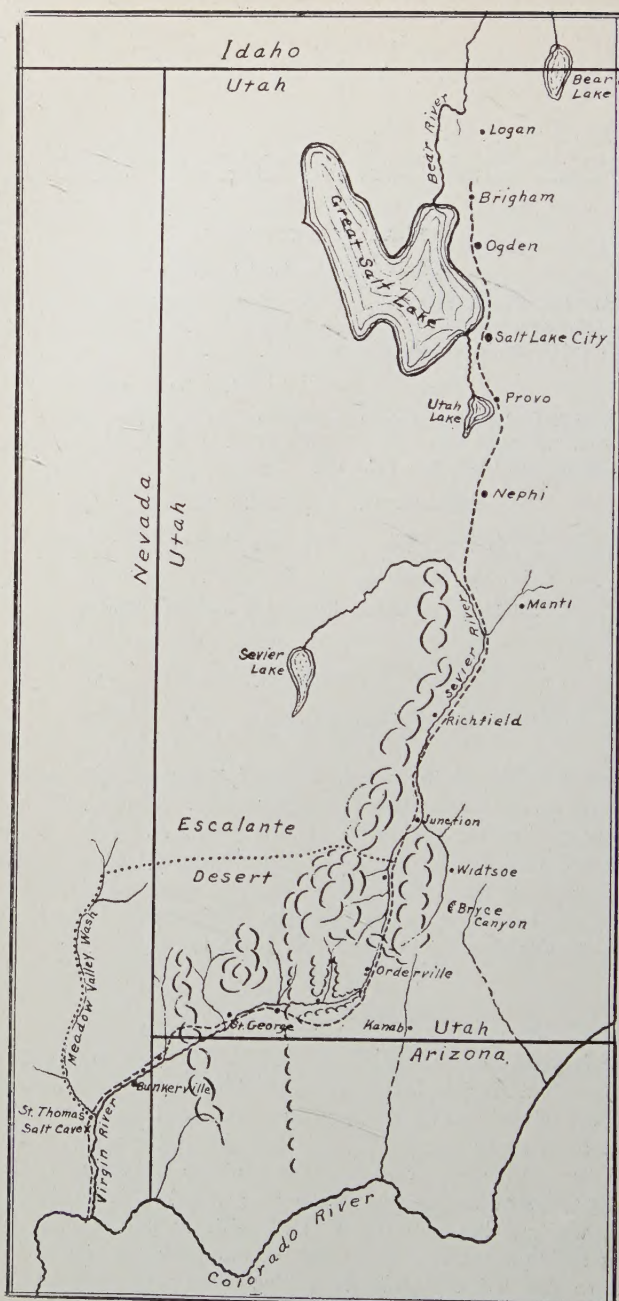 Idaho
Utah
Bear
Lake
Bear River
Logan
Brigham
Great Salt Lake
Ogden
Salt Lake City
Utah
Lake
Provo
Nephi
Nevada
Utah
Manti
Sevier River
Sevier
Lake
Richfield
Escalante
Junction
Desert
Widtsoe
Bryce
Canyon
Meadow Valley Wash
Orderville
St. George
Kanab
Utah
Arizona
Bunkerville
St. Thomas
Salt Cave
Virgin River
Colorado River